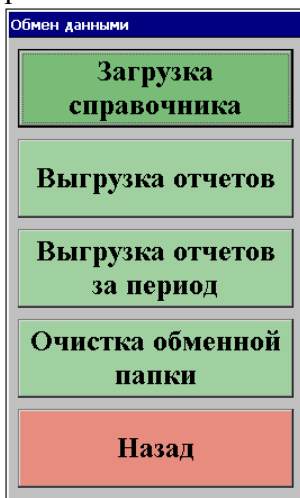 Обмен данными
Загрузка
справочника
Выгрузка отчетов
Выгрузка отчетов
за период
Очистка обменной
папки
Назад